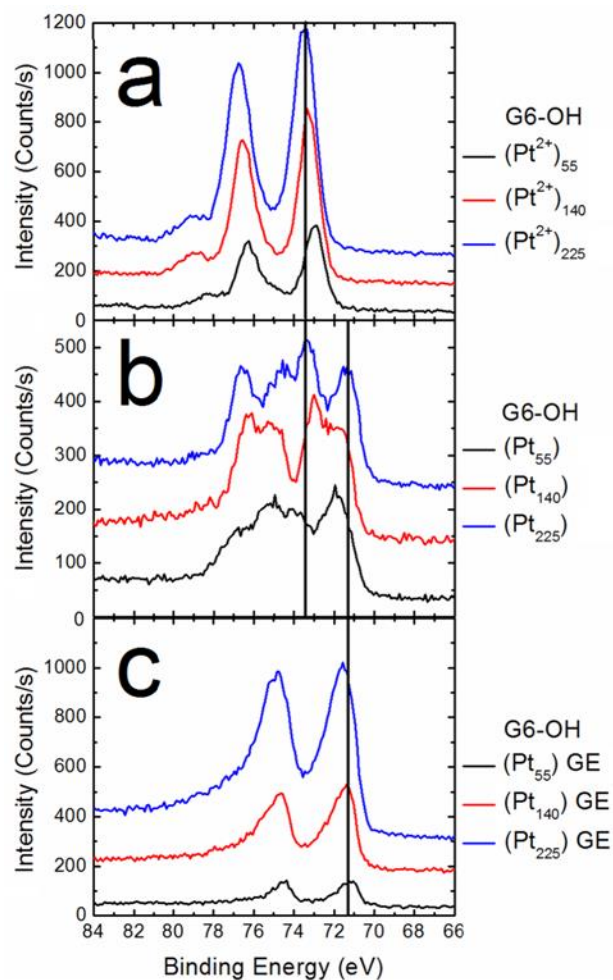 1200
1000
800
600
400
200
0
Intensity (Counts/s)
a
G6-OH
(Pt²⁺)₅₅
(Pt²⁺)₁₄₀
(Pt²⁺)₂₂₅
500
400
300
200
100
0
Intensity (Counts/s)
b
G6-OH
(Pt₅₅)
(Pt₁₄₀)
(Pt₂₂₅)
1000
800
600
400
200
0
Intensity (Counts/s)
c
G6-OH
(Pt₅₅) GE
(Pt₁₄₀) GE
(Pt₂₂₅) GE
84 82 80 78 76 74 72 70 68 66
Binding Energy (eV)